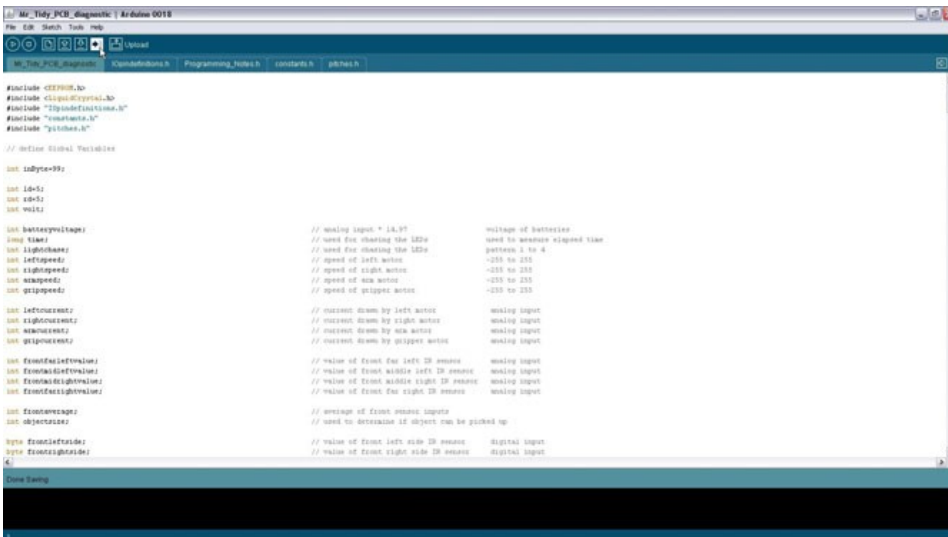 Mr_Tidy_PCB_diagnostic | Arduino 0018
File Edit Sketch Tools Help
Upload
Mr_Tidy_PCB_diagnostic IOpindefinitions.h Programming_Notes.h constants.h pitches.h
#include <EEPROM.h>
#include <LiquidCrystal.h>
#include "IOpindefinitions.h"
#include "constants.h"
#include "pitches.h"
// define Global Variables
int inByte=99;
int ld=5;
int rd=5;
int volt;
int batteryvoltage; // analog input * 14.97 voltage of batteries
long time; // used for chasing the LEDs used to measure elapsed time
int lightchase; // used for chasing the LEDs pattern 1 to 4
int leftspeed; // speed of left motor -255 to 255
int rightspeed; // speed of right motor -255 to 255
int armspeed; // speed of arm motor -255 to 255
int gripspeed; // speed of gripper motor -255 to 255
int leftcurrent; // current drawn by left motor analog input
int rightcurrent; // current drawn by right motor analog input
int armcurrent; // current drawn by arm motor analog input
int gripcurrent; // current drawn by gripper motor analog input
int frontfarleftvalue; // value of front far left IR sensor analog input
int frontmidleftvalue; // value of front middle left IR sensor analog input
int frontmidrightvalue; // value of front middle right IR sensor analog input
int frontfarrightvalue; // value of front far right IR sensor analog input
int frontaverage; // average of front sensor inputs
int objectsize; // used to determine if object can be picked up
byte frontleftside; // value of front left side IR sensor digital input
byte frontrightside; // value of front right side IR sensor digital input
Done Saving